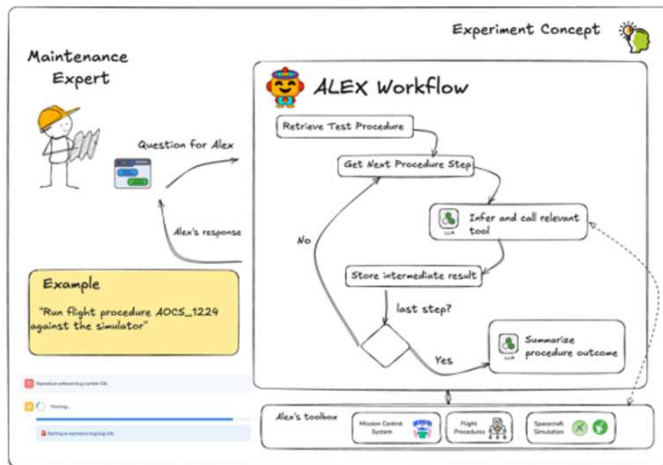 Experiment Concept
Maintenance
Expert
Question for Alex
Alex's response
Example
"Run flight procedure AOCS_1224
against the simulator"
Thinking...
ALEX Workflow
Retrieve Test Procedure
Get Next Procedure Step
Infer and call relevant
tool
Store intermediate result
last step?
No
Yes
Summarize
procedure outcome
Alex's toolbox
Mission Control
System
Flight
Procedures
Spacecraft
Simulation